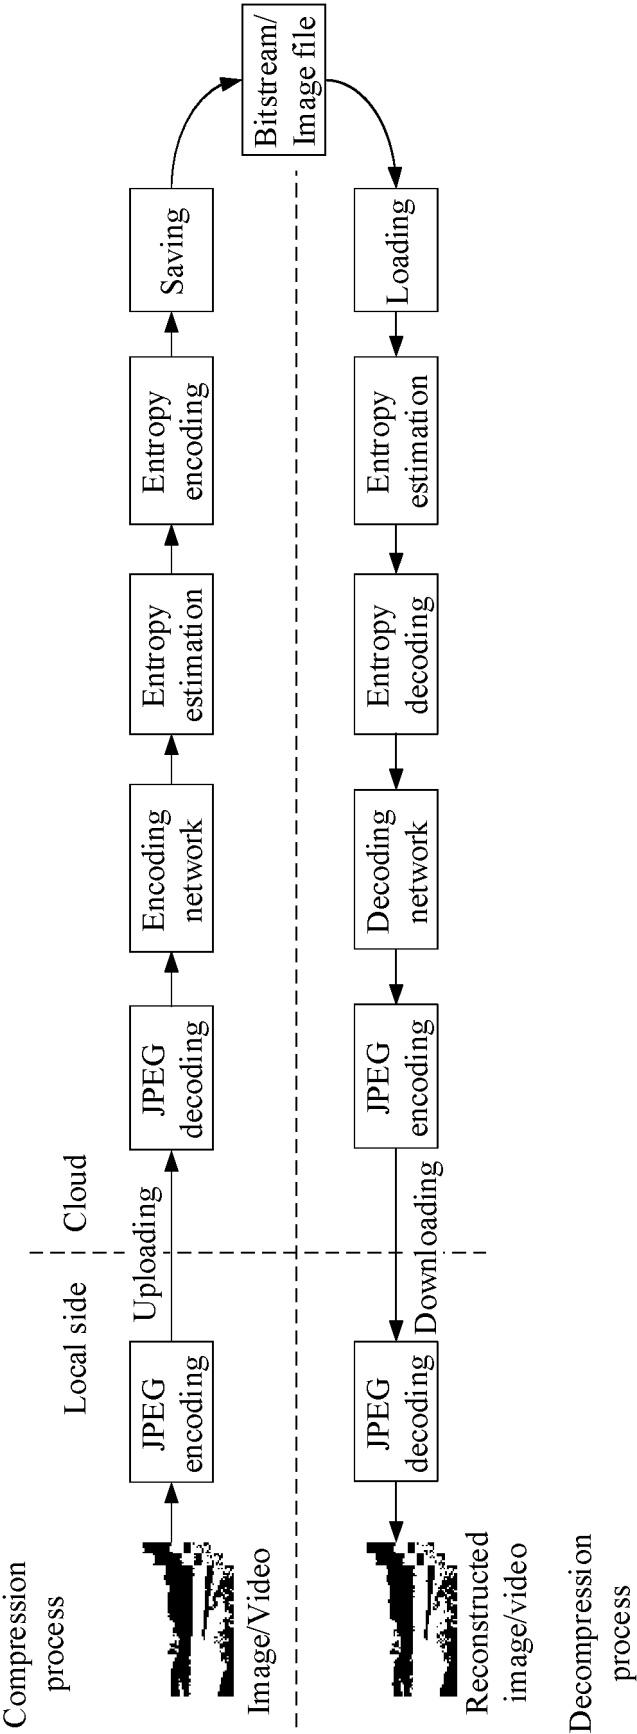 Compression
process
Local side
Cloud
Image/Video
JPEG
encoding
Uploading
JPEG
decoding
Encoding
network
Entropy
estimation
Entropy
encoding
Saving
Bitstream/
Image file
Loading
Entropy
estimation
Entropy
decoding
Decoding
network
JPEG
encoding
Downloading
JPEG
decoding
Reconstructed
image/video
Decompression
process